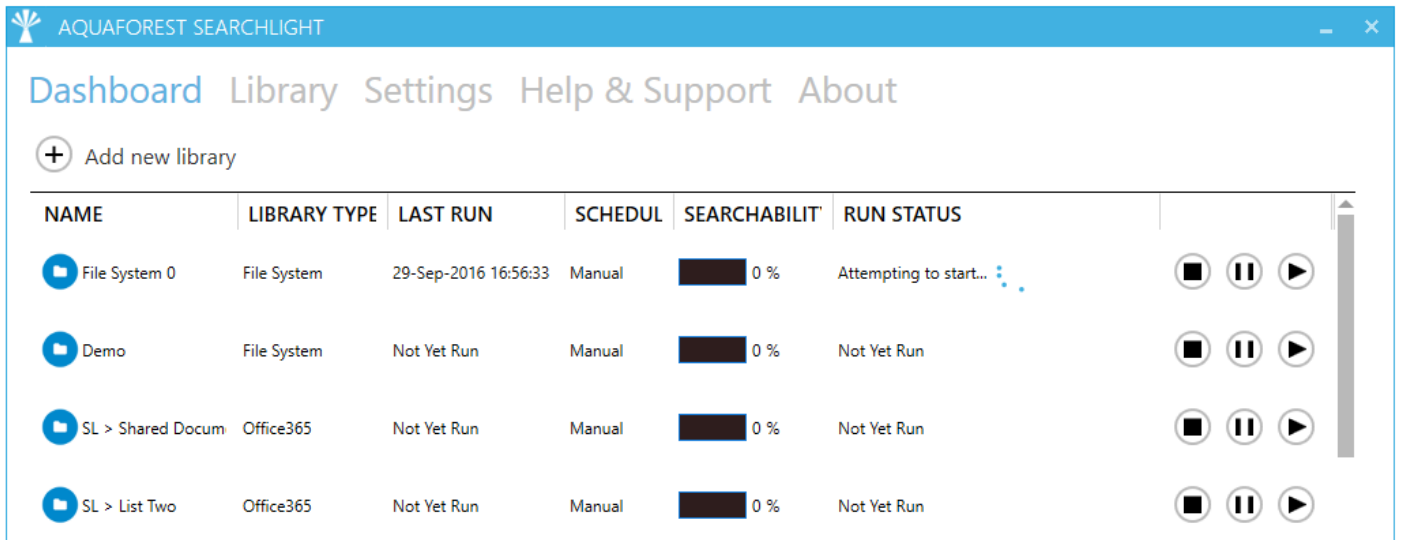 AQUAFOREST SEARCHLIGHT
Dashboard Library Settings Help & Support About
Add new library
NAME LIBRARY TYPE LAST RUN SCHEDUL SEARCHABILIT RUN STATUS
File System 0 File System 29-Sep-2016 16:56:33 Manual 0 % Attempting to start...
Demo File System Not Yet Run Manual 0 % Not Yet Run
SL > Shared Docum Office365 Not Yet Run Manual 0 % Not Yet Run
SL > List Two Office365 Not Yet Run Manual 0 % Not Yet Run